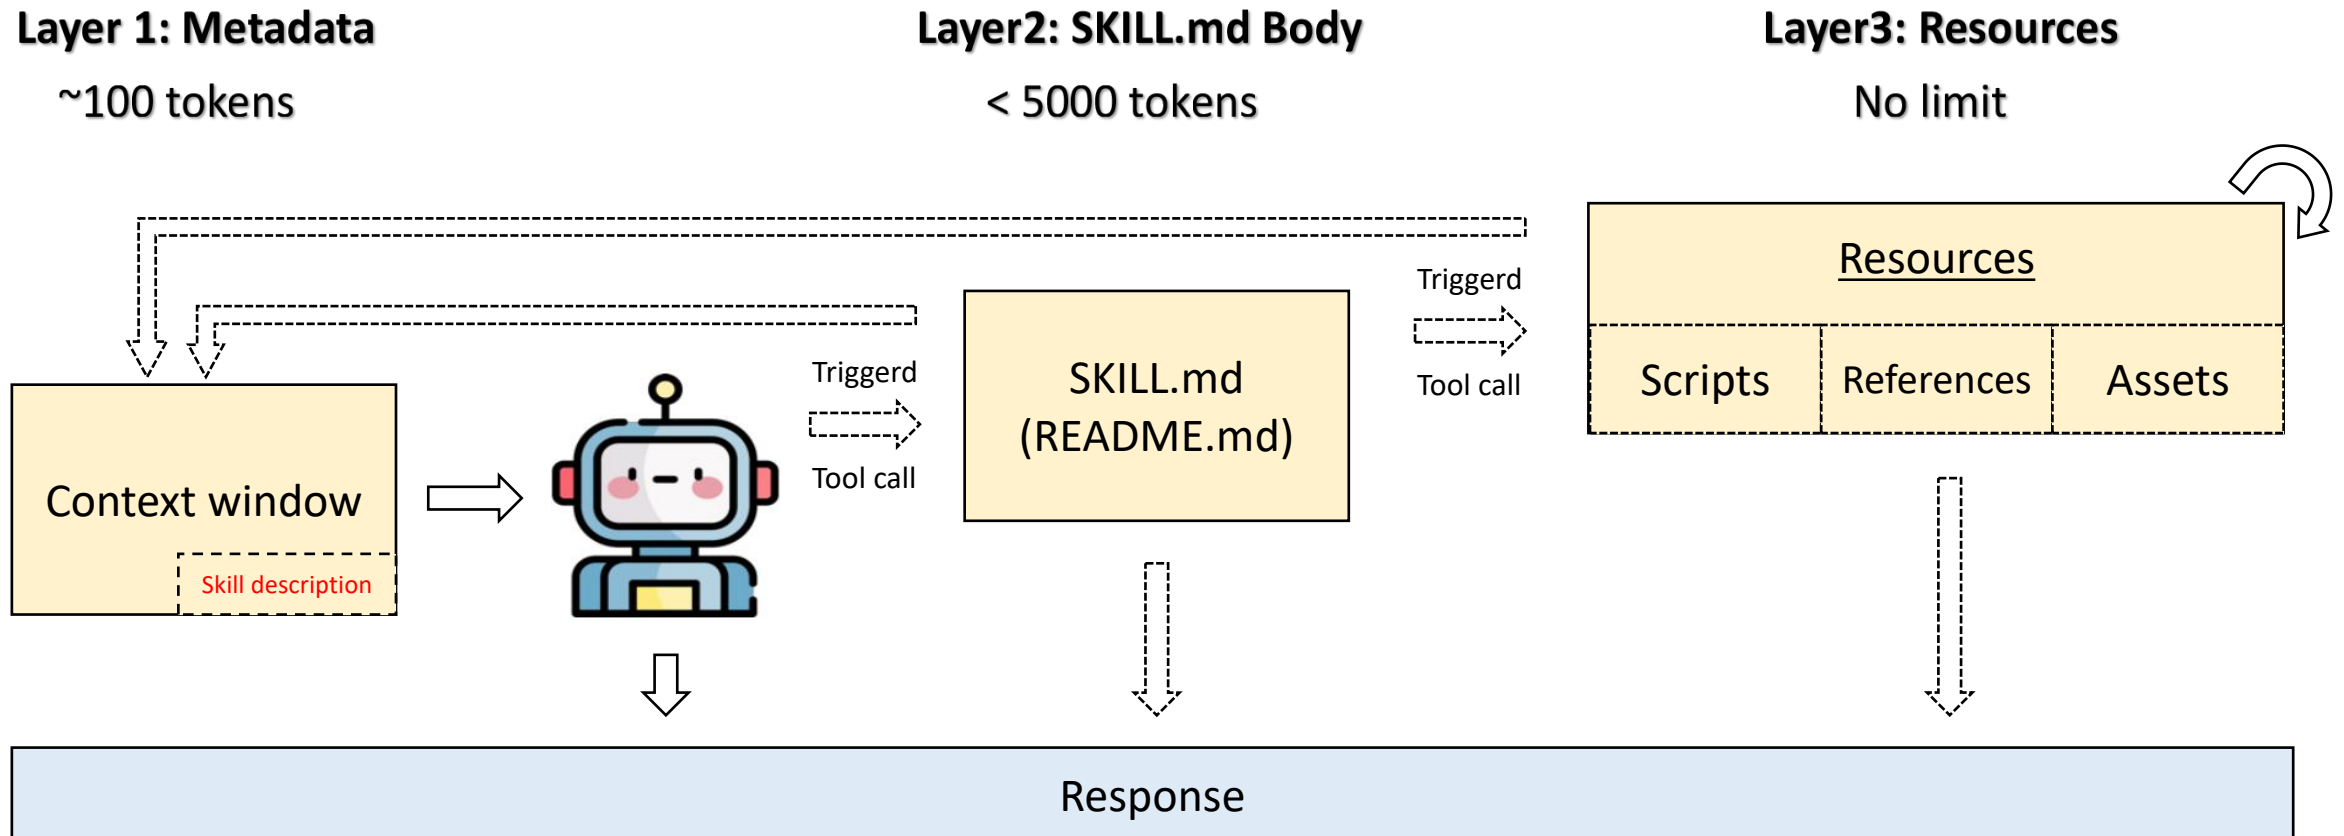 Layer 1: Metadata
~100 tokens
Layer2: SKILL.md Body
< 5000 tokens
Layer3: Resources
No limit
Context window
Skill description
Triggerd
Tool call
SKILL.md
(README.md)
Triggerd
Tool call
Resources
Scripts
References
Assets
Response